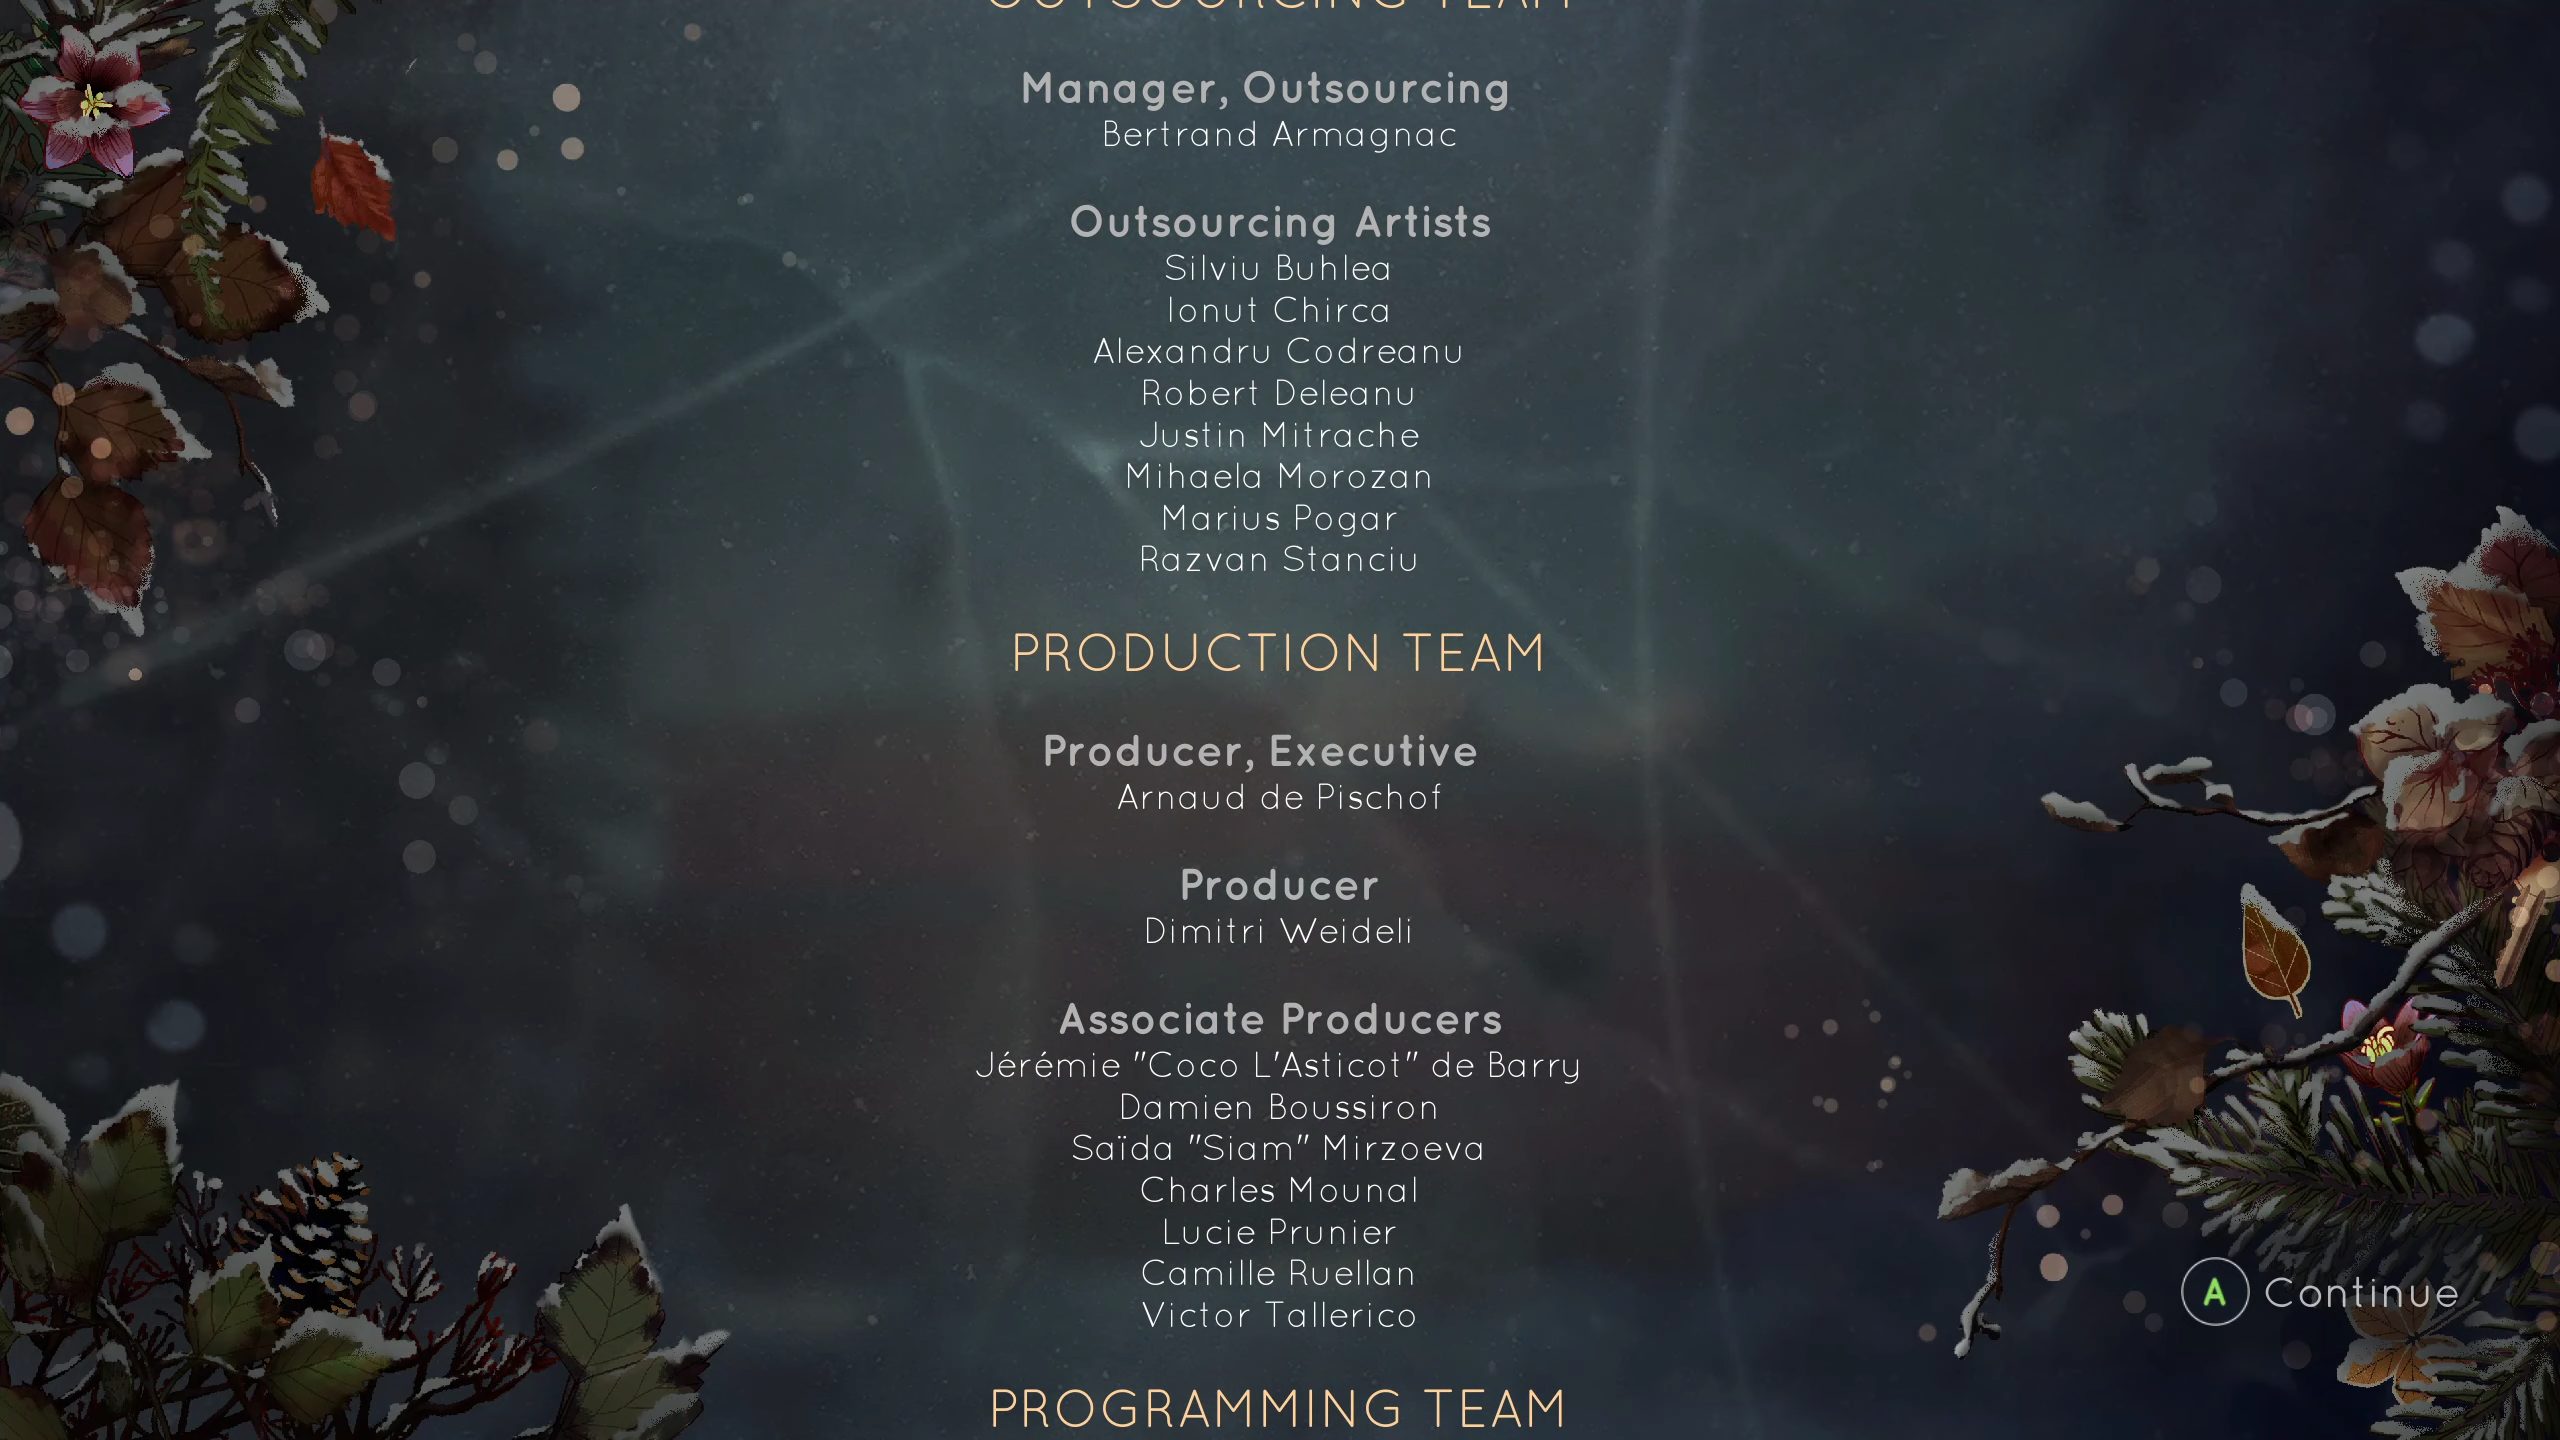 OUTSOURCING TEAM
Manager, Outsourcing
Bertrand Armagnac
Outsourcing Artists
Silviu Buhlea
Ionut Chirca
Alexandru Codreanu
Robert Deleanu
Justin Mitrache
Mihaela Morozan
Marius Pogar
Razvan Stanciu
PRODUCTION TEAM
Producer, Executive
Arnaud de Pischof
Producer
Dimitri Weideli
Associate Producers
Jérémie "Coco L'Asticot" de Barry
Damien Boussiron
Saïda "Siam" Mirzoeva
Charles Mounal
Lucie Prunier
Camille Ruellan
Victor Tallerico
A Continue
PROGRAMMING TEAM